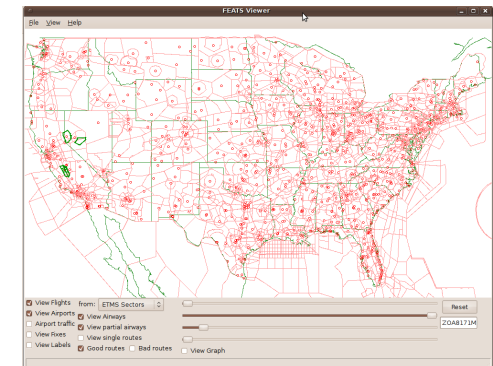 FEATS Viewer
File View Help
View Flights from: ETMS Sectors
View Airports View Airways
Airport traffic View partial airways
View Fixes View single routes
View Labels Good routes Bad routes
View Graph
Reset
ZOA8171M